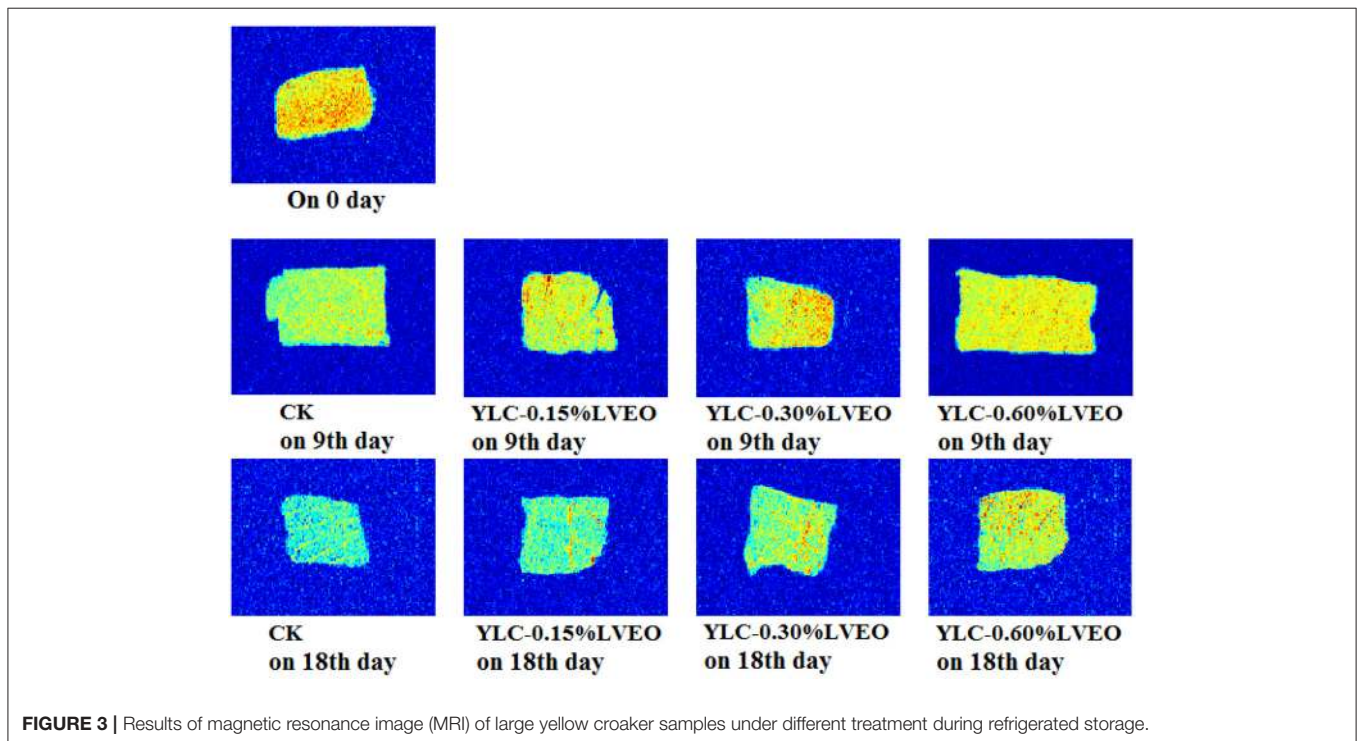 On 0 day
CK
on 9th day
YLC-0.15%LVEO
on 9th day
YLC-0.30%LVEO
on 9th day
YLC-0.60%LVEO
on 9th day
CK
on 18th day
YLC-0.15%LVEO
on 18th day
YLC-0.30%LVEO
on 18th day
YLC-0.60%LVEO
on 18th day
FIGURE 3 | Results of magnetic resonance image (MRI) of large yellow croaker samples under different treatment during refrigerated storage.